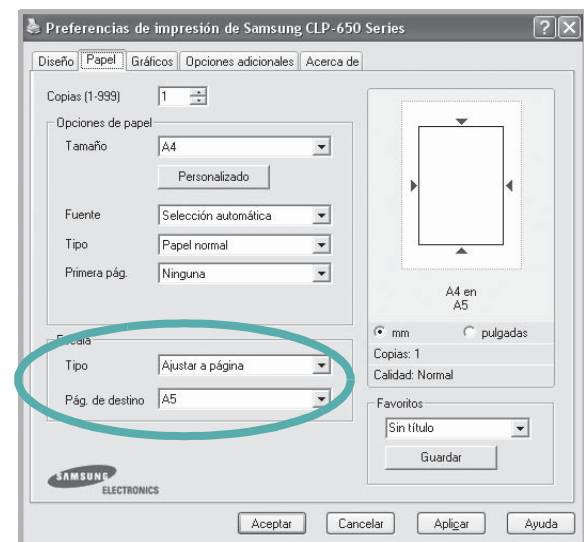 Preferencias de impresión de Samsung CLP-650 Series
Diseño Papel Gráficos Opciones adicionales Acerca de
Copias (1-999) 1
Opciones de papel
Tamaño A4
Personalizado
Fuente Selección automática
Tipo Papel normal
Primera pág. Ninguna
A4 en
A5
mm pulgadas
Copias: 1
Calidad: Normal
Escala
Tipo Ajustar a página
Pág. de destino A5
Favoritos
Sin título
Guardar
SAMSUNG
ELECTRONICS
Aceptar Cancelar Aplicar Ayuda